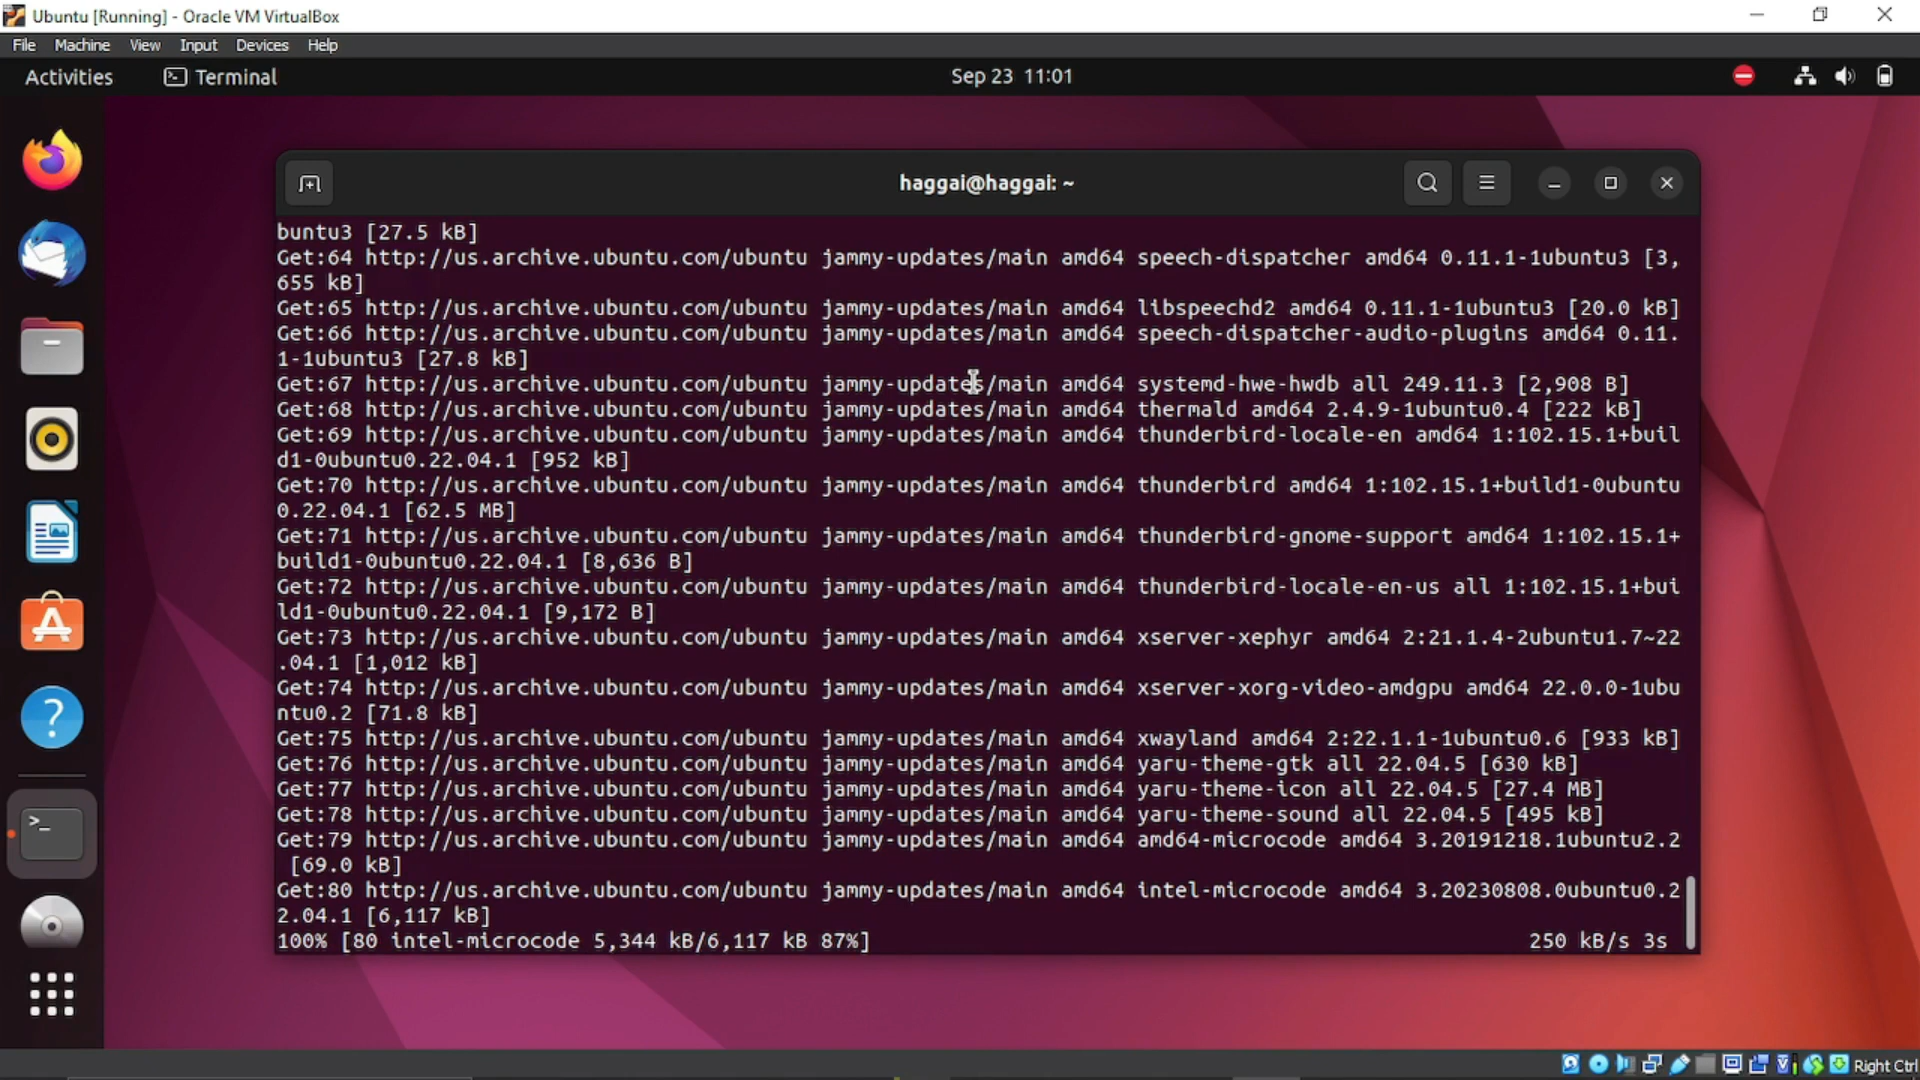 Ubuntu [Running] - Oracle VM VirtualBox
File Machine View Input Devices Help
Activities Terminal Sep 23 11:01
haggai@haggai: ~
buntu3 [27.5 kB]
Get:64 http://us.archive.ubuntu.com/ubuntu jammy-updates/main amd64 speech-dispatcher amd64 0.11.1-1ubuntu3 [3,
655 kB]
Get:65 http://us.archive.ubuntu.com/ubuntu jammy-updates/main amd64 libspeechd2 amd64 0.11.1-1ubuntu3 [20.0 kB]
Get:66 http://us.archive.ubuntu.com/ubuntu jammy-updates/main amd64 speech-dispatcher-audio-plugins amd64 0.11.
1-1ubuntu3 [27.8 kB]
Get:67 http://us.archive.ubuntu.com/ubuntu jammy-updates/main amd64 systemd-hwe-hwdb all 249.11.3 [2,908 B]
Get:68 http://us.archive.ubuntu.com/ubuntu jammy-updates/main amd64 thermald amd64 2.4.9-1ubuntu0.4 [222 kB]
Get:69 http://us.archive.ubuntu.com/ubuntu jammy-updates/main amd64 thunderbird-locale-en amd64 1:102.15.1+buil
d1-0ubuntu0.22.04.1 [952 kB]
Get:70 http://us.archive.ubuntu.com/ubuntu jammy-updates/main amd64 thunderbird amd64 1:102.15.1+build1-0ubuntu
0.22.04.1 [62.5 MB]
Get:71 http://us.archive.ubuntu.com/ubuntu jammy-updates/main amd64 thunderbird-gnome-support amd64 1:102.15.1+
build1-0ubuntu0.22.04.1 [8,636 B]
Get:72 http://us.archive.ubuntu.com/ubuntu jammy-updates/main amd64 thunderbird-locale-en-us all 1:102.15.1+bui
ld1-0ubuntu0.22.04.1 [9,172 B]
Get:73 http://us.archive.ubuntu.com/ubuntu jammy-updates/main amd64 xserver-xephyr amd64 2:21.1.4-2ubuntu1.7~22
.04.1 [1,012 kB]
Get:74 http://us.archive.ubuntu.com/ubuntu jammy-updates/main amd64 xserver-xorg-video-amdgpu amd64 22.0.0-1ubu
ntu0.2 [71.8 kB]
Get:75 http://us.archive.ubuntu.com/ubuntu jammy-updates/main amd64 xwayland amd64 2:22.1.1-1ubuntu0.6 [933 kB]
Get:76 http://us.archive.ubuntu.com/ubuntu jammy-updates/main amd64 yaru-theme-gtk all 22.04.5 [630 kB]
Get:77 http://us.archive.ubuntu.com/ubuntu jammy-updates/main amd64 yaru-theme-icon all 22.04.5 [27.4 MB]
Get:78 http://us.archive.ubuntu.com/ubuntu jammy-updates/main amd64 yaru-theme-sound all 22.04.5 [495 kB]
Get:79 http://us.archive.ubuntu.com/ubuntu jammy-updates/main amd64 amd64-microcode amd64 3.20191218.1ubuntu2.2
[69.0 kB]
Get:80 http://us.archive.ubuntu.com/ubuntu jammy-updates/main amd64 intel-microcode amd64 3.20230808.0ubuntu0.2
2.04.1 [6,117 kB]
100% [80 intel-microcode 5,344 kB/6,117 kB 87%] 250 kB/s 3s
Right Ctrl